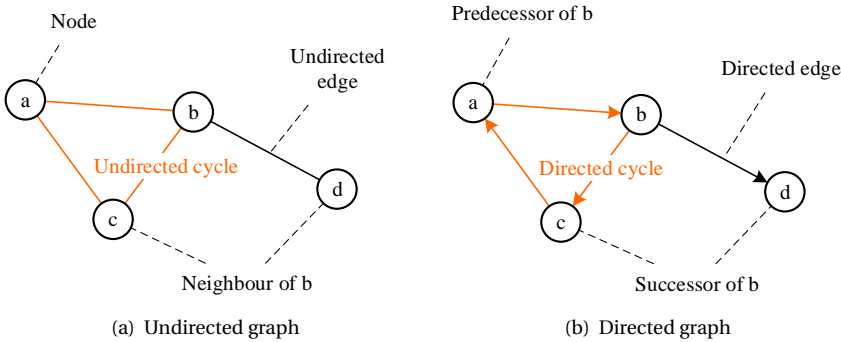 Node
Undirected
edge
a
b
Undirected cycle
d
c
Neighbour of b
(a) Undirected graph
Predecessor of b
Directed edge
a
b
Directed cycle
d
c
Successor of b
(b) Directed graph